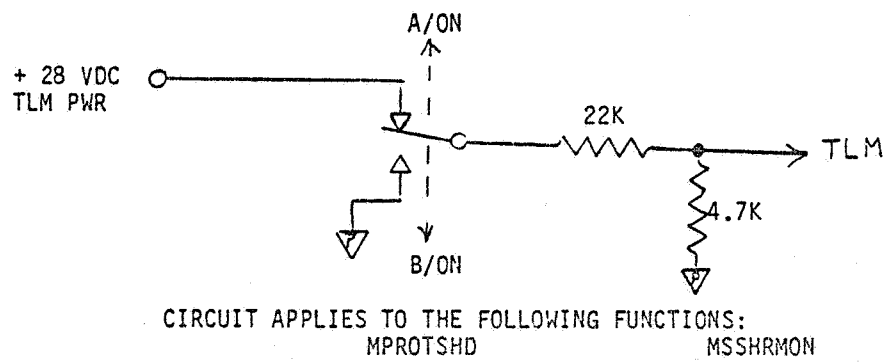 A/ON
+ 28 VDC
TLM PWR
22K
TLM
4.7K
B/ON
CIRCUIT APPLIES TO THE FOLLOWING FUNCTIONS:
MPROTSHD MSSHRMON